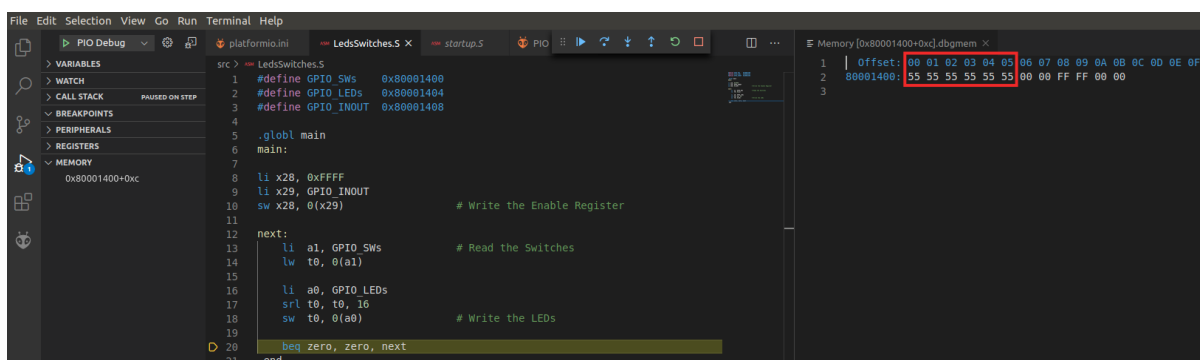 File Edit Selection View Go Run Terminal Help
PIO Debug
platformio.ini
LedsSwitches.S
startup.S
PIO
Memory [0x80001400+0xc].dbgmem
VARIABLES
WATCH
CALL STACK PAUSED ON STEP
BREAKPOINTS
PERIPHERALS
REGISTERS
MEMORY
0x80001400+0xc
1
src > LedsSwitches.S
1 #define GPIO_SWs 0x80001400
2 #define GPIO_LEDs 0x80001404
3 #define GPIO_INOUT 0x80001408
4
5 .globl main
6 main:
7
8 li x28, 0xFFFF
9 li x29, GPIO_INOUT
10 sw x28, 0(x29) # Write the Enable Register
11
12 next:
13 li a1, GPIO_SWs # Read the Switches
14 lw t0, 0(a1)
15
16 li a0, GPIO_LEDs
17 srl t0, t0, 16
18 sw t0, 0(a0) # Write the LEDs
19
20 beq zero, zero, next
21 .end
1 Offset: 00 01 02 03 04 05 06 07 08 09 0A 0B 0C 0D 0E 0F
2 80001400: 55 55 55 55 55 55 00 00 FF FF 00 00
3